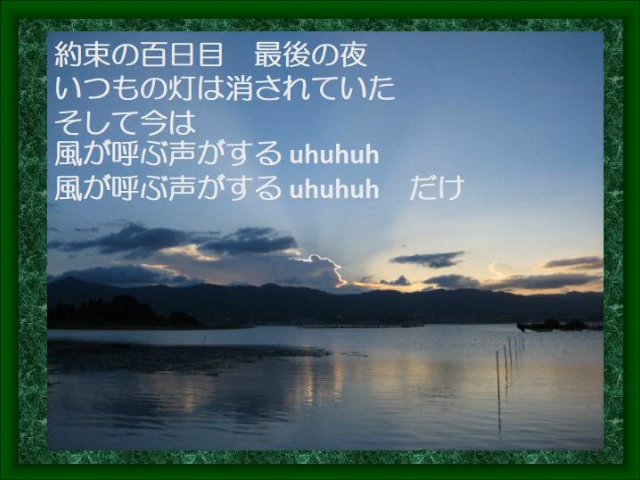 約束の百日目　最後の夜
いつもの灯は消されていた
そして今は
風が呼ぶ声がする uhuhuh
風が呼ぶ声がする uhuhuh　だけ